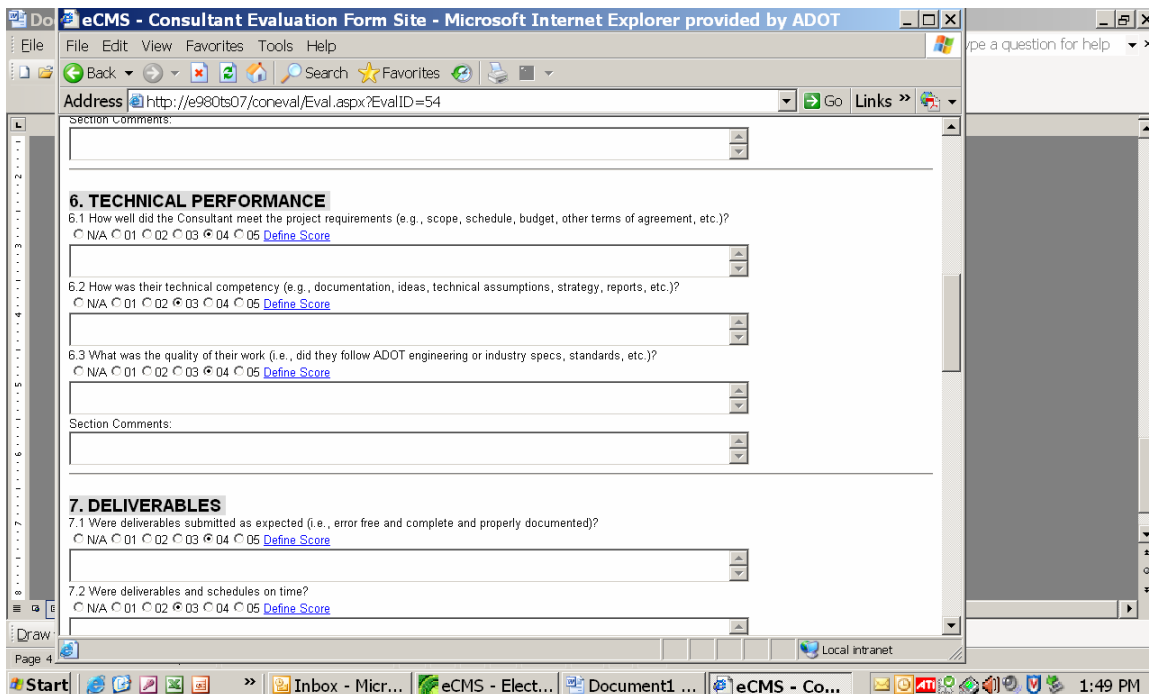 Do
eCMS - Consultant Evaluation Form Site - Microsoft Internet Explorer provided by ADOT
File
File Edit View Favorites Tools Help
ype a question for help
Back Search Favorites
Address http://e980ts07/coneval/Eval.aspx?EvalID=54 Go Links »
Section Comments:
6. TECHNICAL PERFORMANCE
6.1 How well did the Consultant meet the project requirements (e.g., scope, schedule, budget, other terms of agreement, etc.)?
N/A 01 02 03 04 05 Define Score
6.2 How was their technical competency (e.g., documentation, ideas, technical assumptions, strategy, reports, etc.)?
N/A 01 02 03 04 05 Define Score
6.3 What was the quality of their work (i.e., did they follow ADOT engineering or industry specs, standards, etc.)?
N/A 01 02 03 04 05 Define Score
Section Comments:
7. DELIVERABLES
7.1 Were deliverables submitted as expected (i.e., error free and complete and properly documented)?
N/A 01 02 03 04 05 Define Score
7.2 Were deliverables and schedules on time?
N/A 01 02 03 04 05 Define Score
Draw
Page 4
Local intranet
Start » Inbox - Micr... eCMS - Elect... Document1 ... eCMS - Co... ATI 1:49 PM